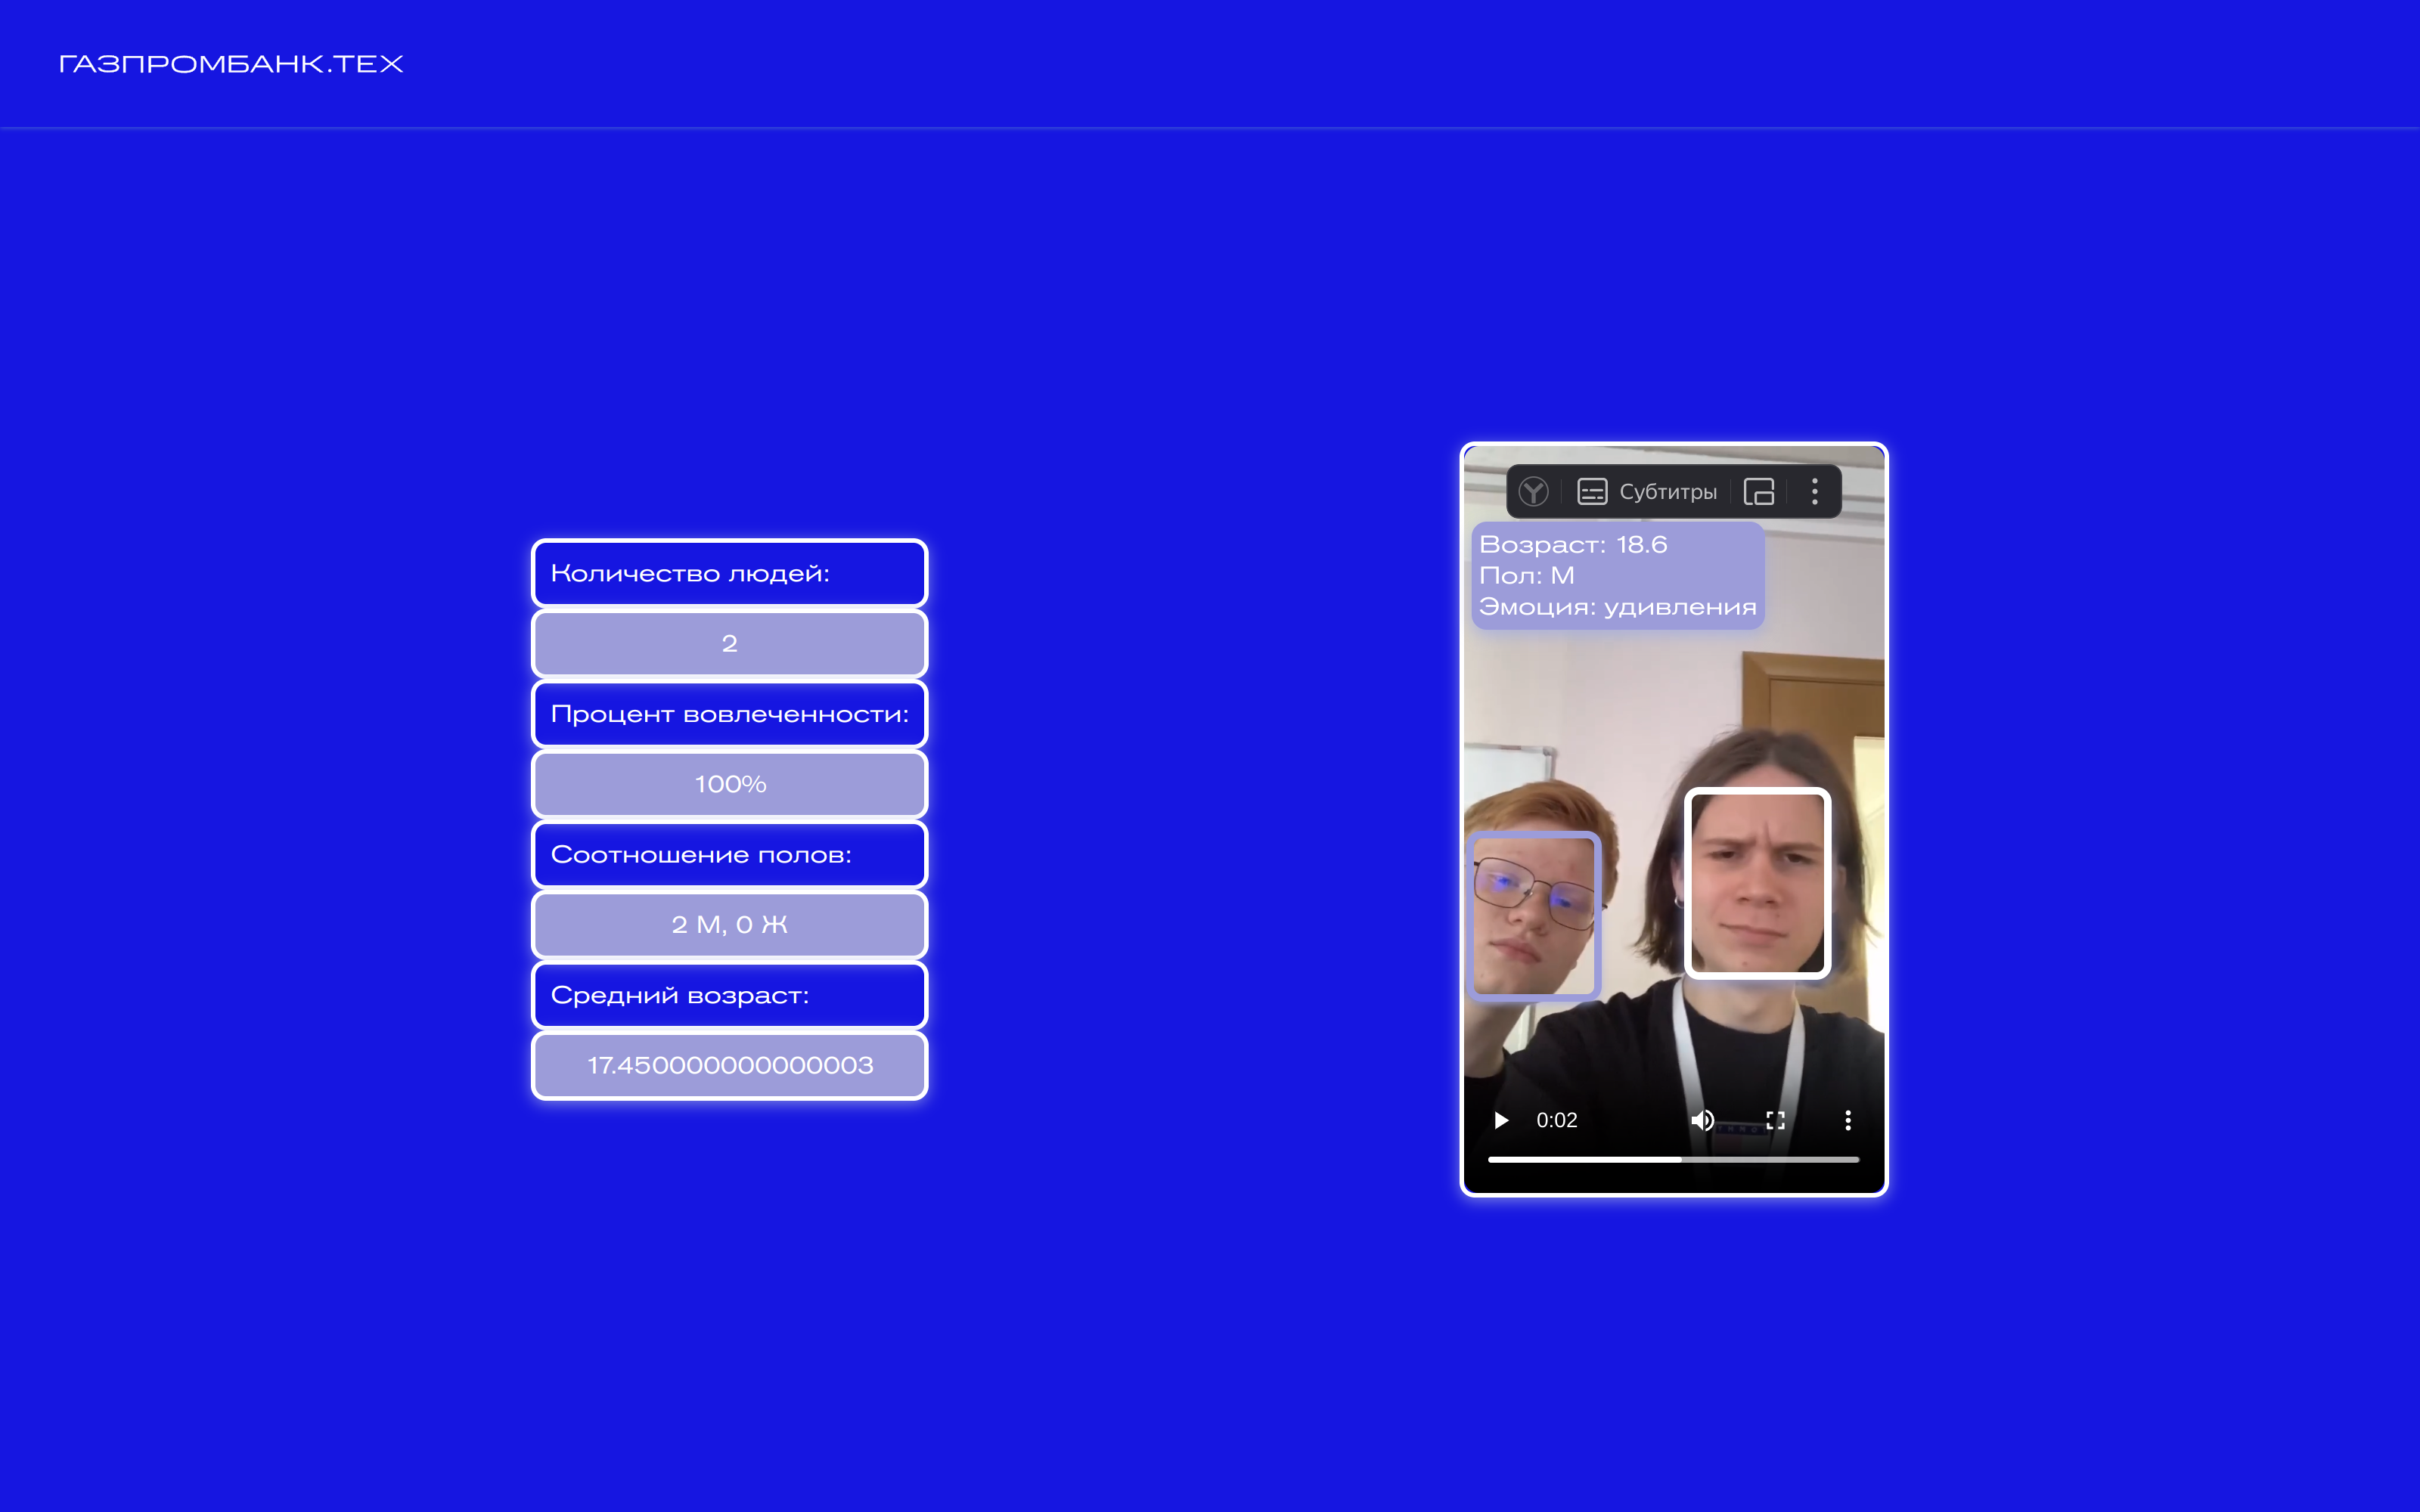 ГАЗПРОМБАНК.ТЕХ
Количество людей:
2
Процент вовлеченности:
100%
Соотношение полов:
2 М, 0 Ж
Средний возраст:
17.450000000000003
Субтитры
Возраст: 18.6
Пол: М
Эмоция: удивления
0:02